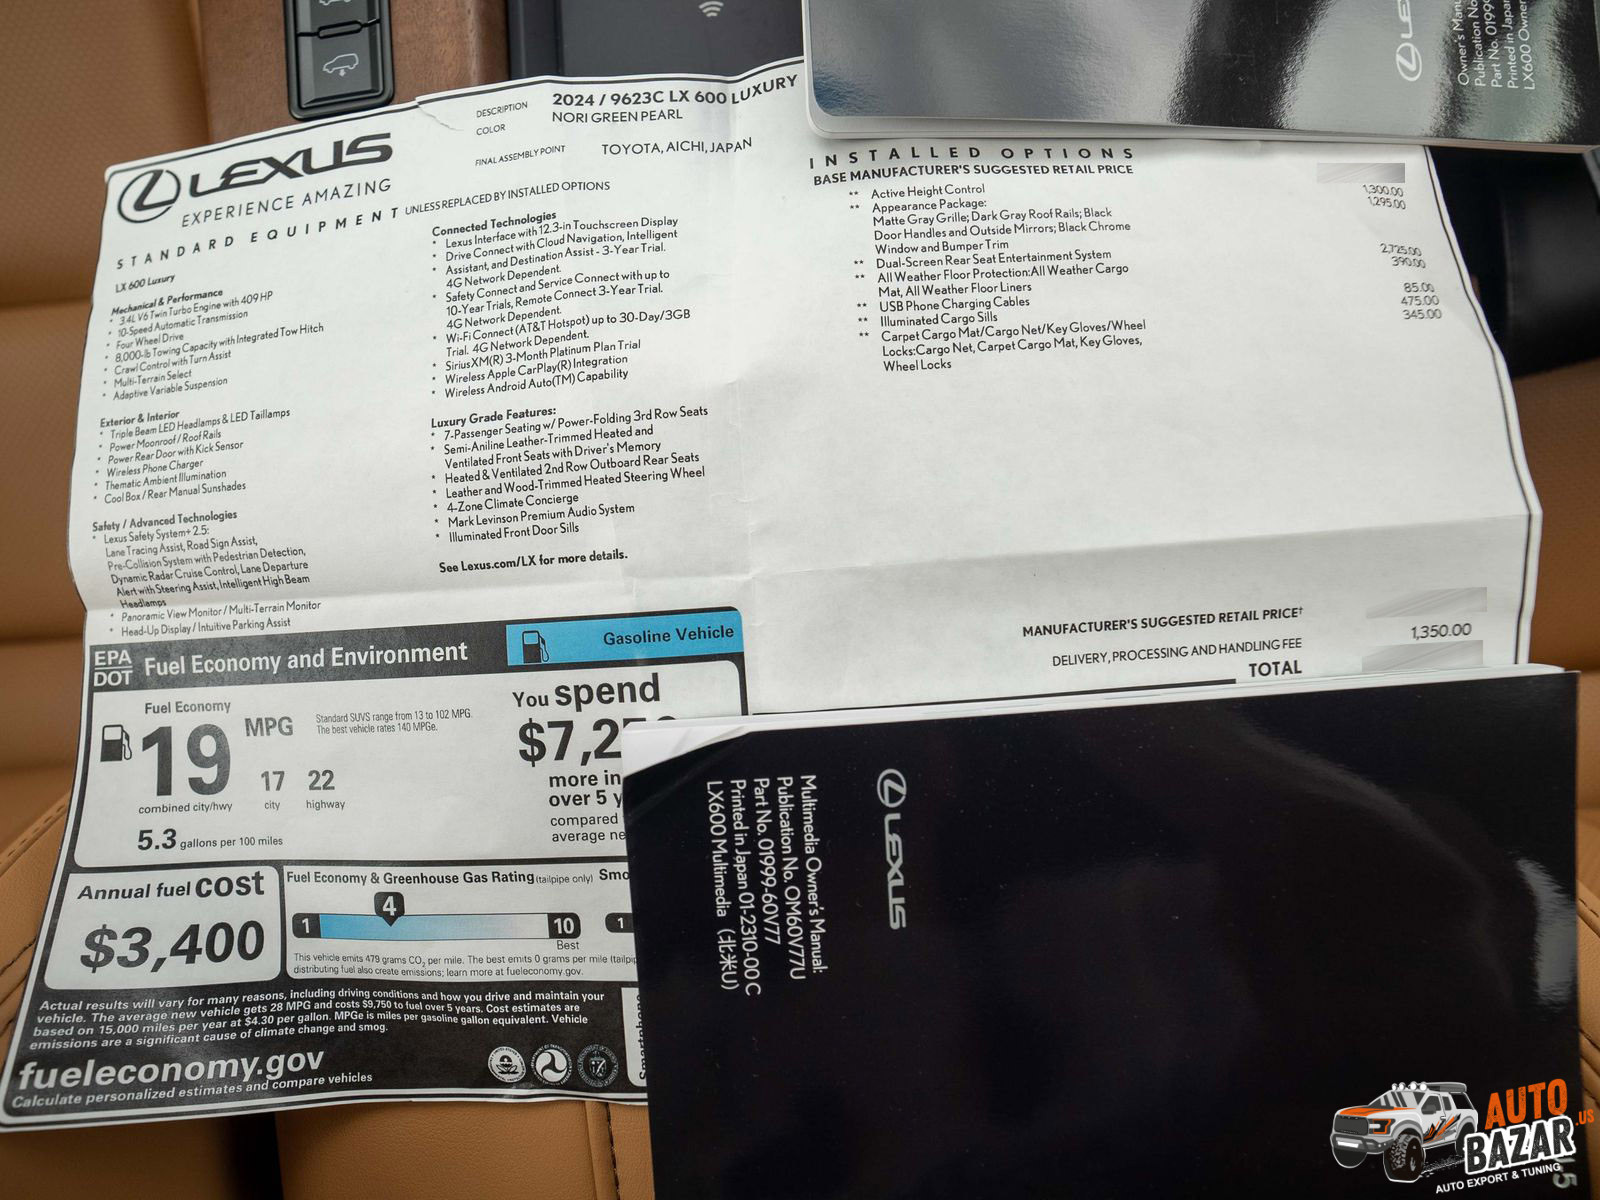 LEXUS
EXPERIENCE AMAZING
DESCRIPTION 2024 / 9623C LX 600 LUXURY
COLOR NORI GREEN PEARL
FINAL ASSEMBLY POINT TOYOTA, AICHI, JAPAN
STANDARD EQUIPMENT UNLESS REPLACED BY INSTALLED OPTIONS
LX 600 Luxury
Mechanical & Performance
* 3.4L V6 Twin Turbo Engine with 409 HP
* 10-Speed Automatic Transmission
* Four Wheel Drive
* 8,000-lb Towing Capacity with Integrated Tow Hitch
* Crawl Control with Turn Assist
* Multi-Terrain Select
* Adaptive Variable Suspension
Exterior & Interior
* Triple Beam LED Headlamps & LED Taillamps
* Power Moonroof / Roof Rails
* Power Rear Door with Kick Sensor
* Wireless Phone Charger
* Thematic Ambient Illumination
* Cool Box / Rear Manual Sunshades
Safety / Advanced Technologies
* Lexus Safety System+ 2.5:
Lane Tracing Assist, Road Sign Assist,
Pre-Collision System with Pedestrian Detection,
Dynamic Radar Cruise Control, Lane Departure
Alert with Steering Assist, Intelligent High Beam
Headlamps
* Panoramic View Monitor / Multi-Terrain Monitor
* Head-Up Display / Intuitive Parking Assist
Connected Technologies
* Lexus Interface with 12.3-in Touchscreen Display
* Drive Connect with Cloud Navigation, Intelligent
* Assistant, and Destination Assist - 3-Year Trial.
4G Network Dependent.
* Safety Connect and Service Connect with up to
10-Year Trials, Remote Connect 3-Year Trial.
4G Network Dependent.
* Wi-Fi Connect (AT&T Hotspot) up to 30-Day/3GB
Trial. 4G Network Dependent.
* SiriusXM(R) 3-Month Platinum Plan Trial
* Wireless Apple CarPlay(R) Integration
* Wireless Android Auto(TM) Capability
Luxury Grade Features:
* 7-Passenger Seating w/ Power-Folding 3rd Row Seats
* Semi-Aniline Leather-Trimmed Heated and
Ventilated Front Seats with Driver's Memory
* Heated & Ventilated 2nd Row Outboard Rear Seats
* Leather and Wood-Trimmed Heated Steering Wheel
* 4-Zone Climate Concierge
* Mark Levinson Premium Audio System
* Illuminated Front Door Sills
See Lexus.com/LX for more details.
INSTALLED OPTIONS
BASE MANUFACTURER'S SUGGESTED RETAIL PRICE
** Active Height Control 1,300.00
** Appearance Package: 1,295.00
Matte Gray Grille; Dark Gray Roof Rails; Black
Door Handles and Outside Mirrors; Black Chrome
Window and Bumper Trim
** Dual-Screen Rear Seat Entertainment System 2,725.00
** All Weather Floor Protection:All Weather Cargo 390.00
Mat, All Weather Floor Liners
** USB Phone Charging Cables 85.00
** Illuminated Cargo Sills 475.00
** Carpet Cargo Mat/Cargo Net/Key Gloves/Wheel 345.00
Locks:Cargo Net, Carpet Cargo Mat, Key Gloves,
Wheel Locks
MANUFACTURER'S SUGGESTED RETAIL PRICE†
DELIVERY, PROCESSING AND HANDLING FEE 1,350.00
TOTAL
EPA
DOT
Fuel Economy and Environment
Gasoline Vehicle
Fuel Economy
19 MPG
combined city/hwy
17 city
22 highway
5.3 gallons per 100 miles
Standard SUVS range from 13 to 102 MPG.
The best vehicle rates 140 MPGe.
You spend
$7,25
more in
over 5 y
compared
average ne
Annual fuel cost
$3,400
Fuel Economy & Greenhouse Gas Rating (tailpipe only) Smo
1 4 10 1
Best
This vehicle emits 479 grams CO2 per mile. The best emits 0 grams per mile (tailpip
distributing fuel also create emissions; learn more at fueleconomy.gov.
Actual results will vary for many reasons, including driving conditions and how you drive and maintain your
vehicle. The average new vehicle gets 28 MPG and costs $9,750 to fuel over 5 years. Cost estimates are
based on 15,000 miles per year at $4.30 per gallon. MPGe is miles per gasoline gallon equivalent. Vehicle
emissions are a significant cause of climate change and smog.
fueleconomy.gov
Calculate personalized estimates and compare vehicles
Smartphone
LEXUS
Multimedia Owner's Manual:
Publication No. OM60V77U
Part No. 01999-60V77
Printed in Japan 01-2310-00 C
LX600 Multimedia (北米U)
LE
Owner's Manu
Publication No
Part No. 01999
Printed in Japan
LX600 Owner
AUTO
BAZAR.US
AUTO EXPORT & TUNING